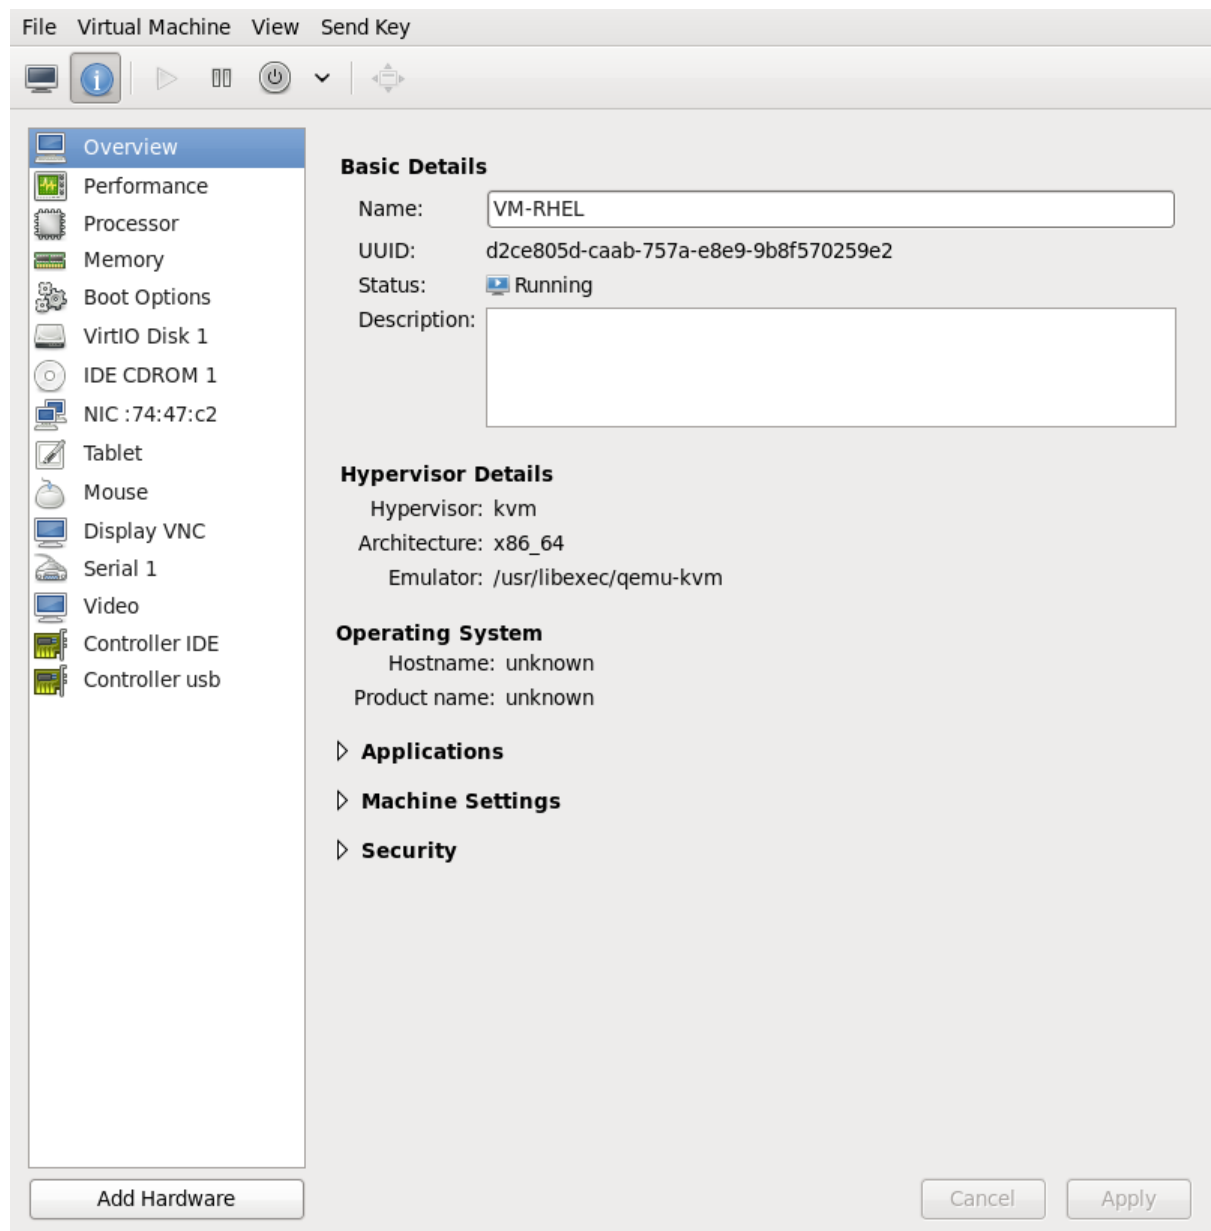 File Virtual Machine View Send Key
Overview
Performance
Processor
Memory
Boot Options
VirtIO Disk 1
IDE CDROM 1
NIC :74:47:c2
Tablet
Mouse
Display VNC
Serial 1
Video
Controller IDE
Controller usb
Add Hardware
Basic Details
Name: VM-RHEL
UUID: d2ce805d-caab-757a-e8e9-9b8f570259e2
Status: Running
Description:
Hypervisor Details
Hypervisor: kvm
Architecture: x86_64
Emulator: /usr/libexec/qemu-kvm
Operating System
Hostname: unknown
Product name: unknown
Applications
Machine Settings
Security
Cancel Apply